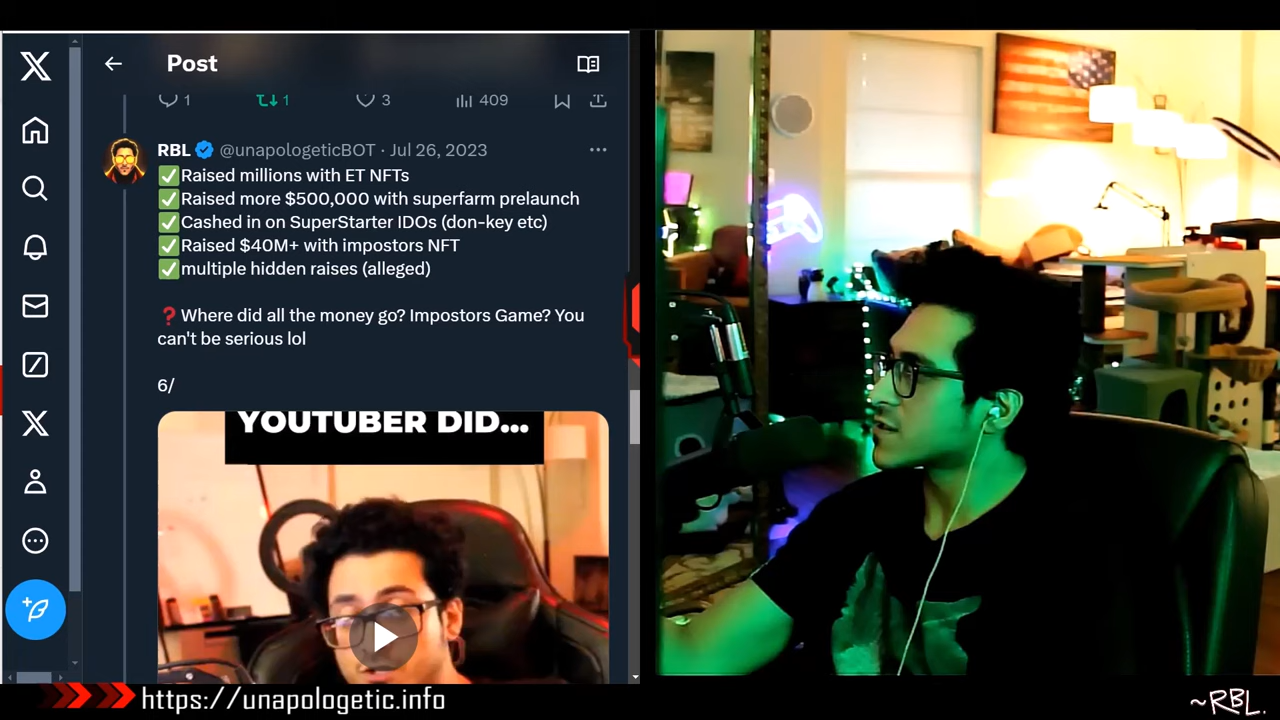 Post
1
1
3
409
RBL @unapologeticBOT · Jul 26, 2023
✅Raised millions with ET NFTs
✅Raised more $500,000 with superfarm prelaunch
✅Cashed in on SuperStarter IDOs (don-key etc)
✅Raised $40M+ with impostors NFT
✅multiple hidden raises (alleged)
❓Where did all the money go? Impostors Game? You
can't be serious lol
6/
YOUTUBER DID...
https://unapologetic.info
~RBL.